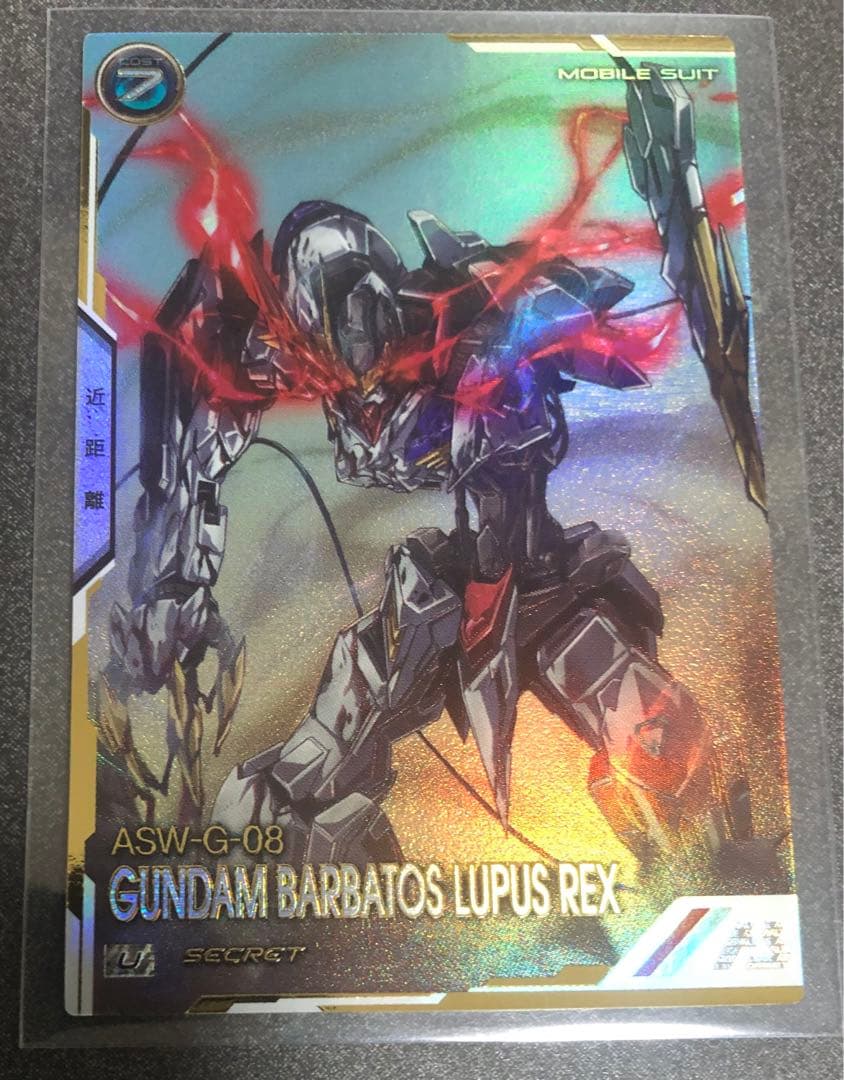 COST
7
MOBILE SUIT
近距離
ASW-G-08
GUNDAM BARBATOS LUPUS REX
U SECRET